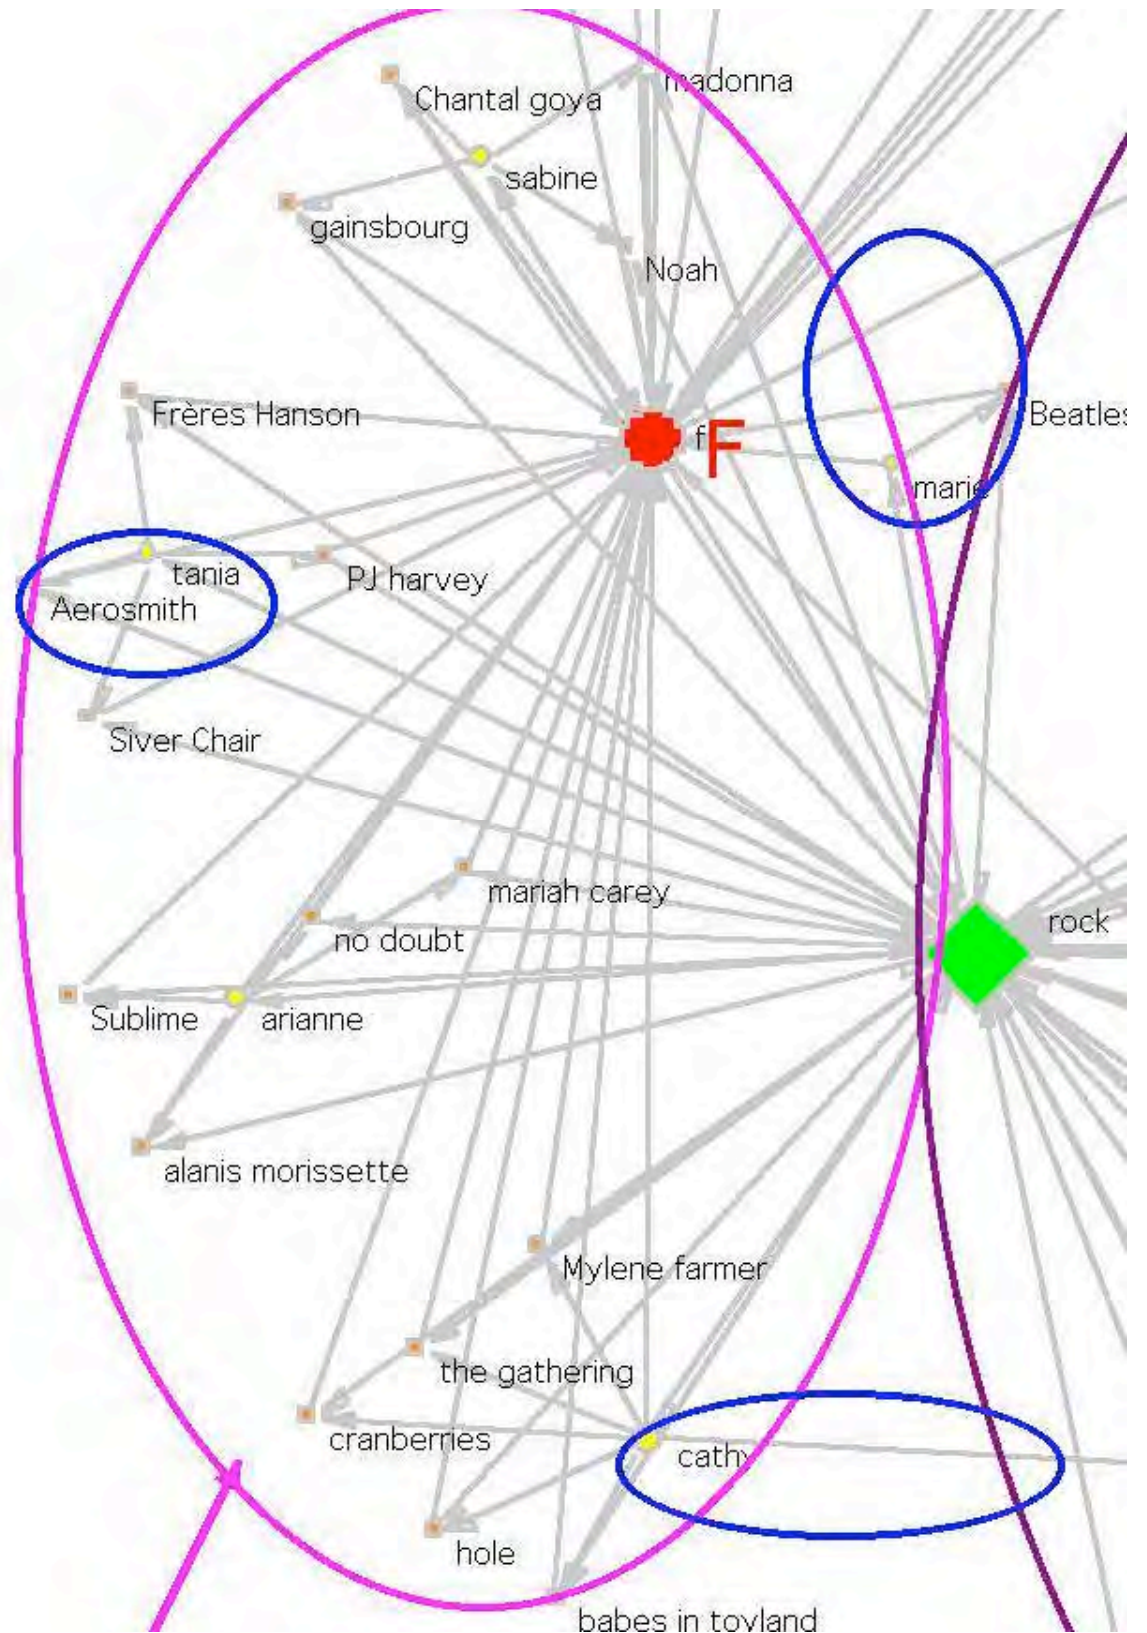 madonna
Chantal goya
sabine
gainsbourg
Noah
Frères Hanson
f F
Beatles
marie
tania
PJ harvey
Aerosmith
Siver Chair
mariah carey
rock
no doubt
Sublime
arianne
alanis morissette
Mylene farmer
the gathering
cranberries
cathy
hole
babes in toyland